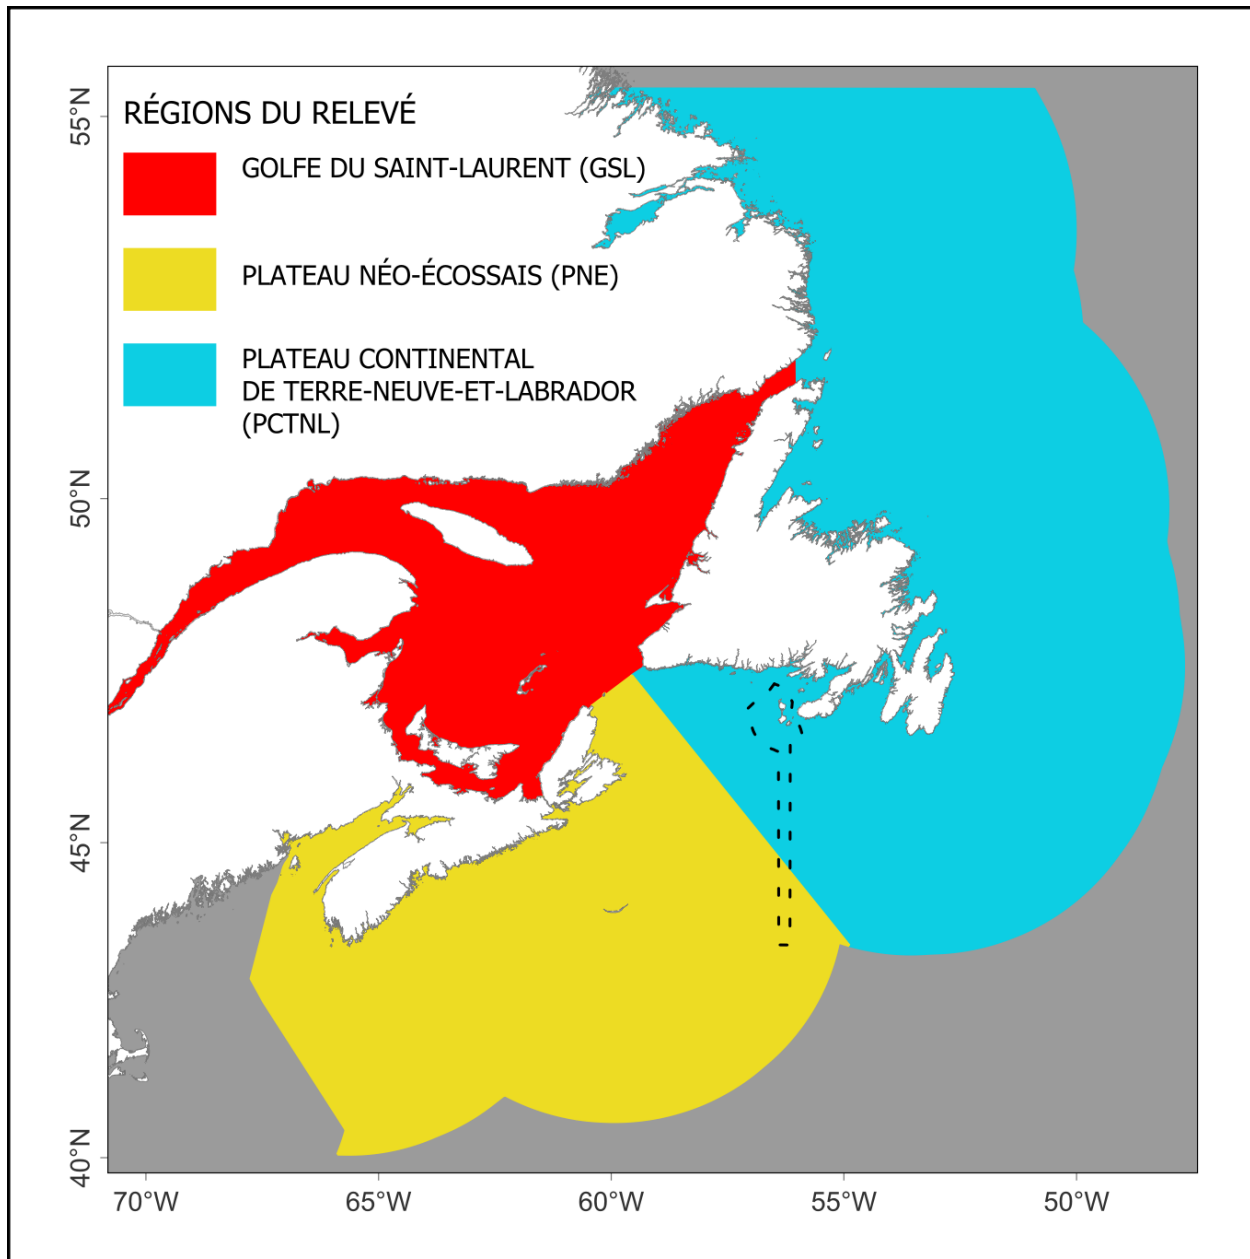 RÉGIONS DU RELEVÉ
GOLFE DU SAINT-LAURENT (GSL)
PLATEAU NÉO-ÉCOSSAIS (PNE)
PLATEAU CONTINENTAL
DE TERRE-NEUVE-ET-LABRADOR
(PCTNL)
55°N
50°N
45°N
40°N
70°W
65°W
60°W
55°W
50°W